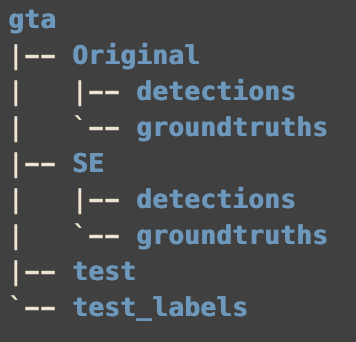 gta
|-- Original
|   |-- detections
|   `-- groundtruths
|-- SE
|   |-- detections
|   `-- groundtruths
|-- test
`-- test_labels